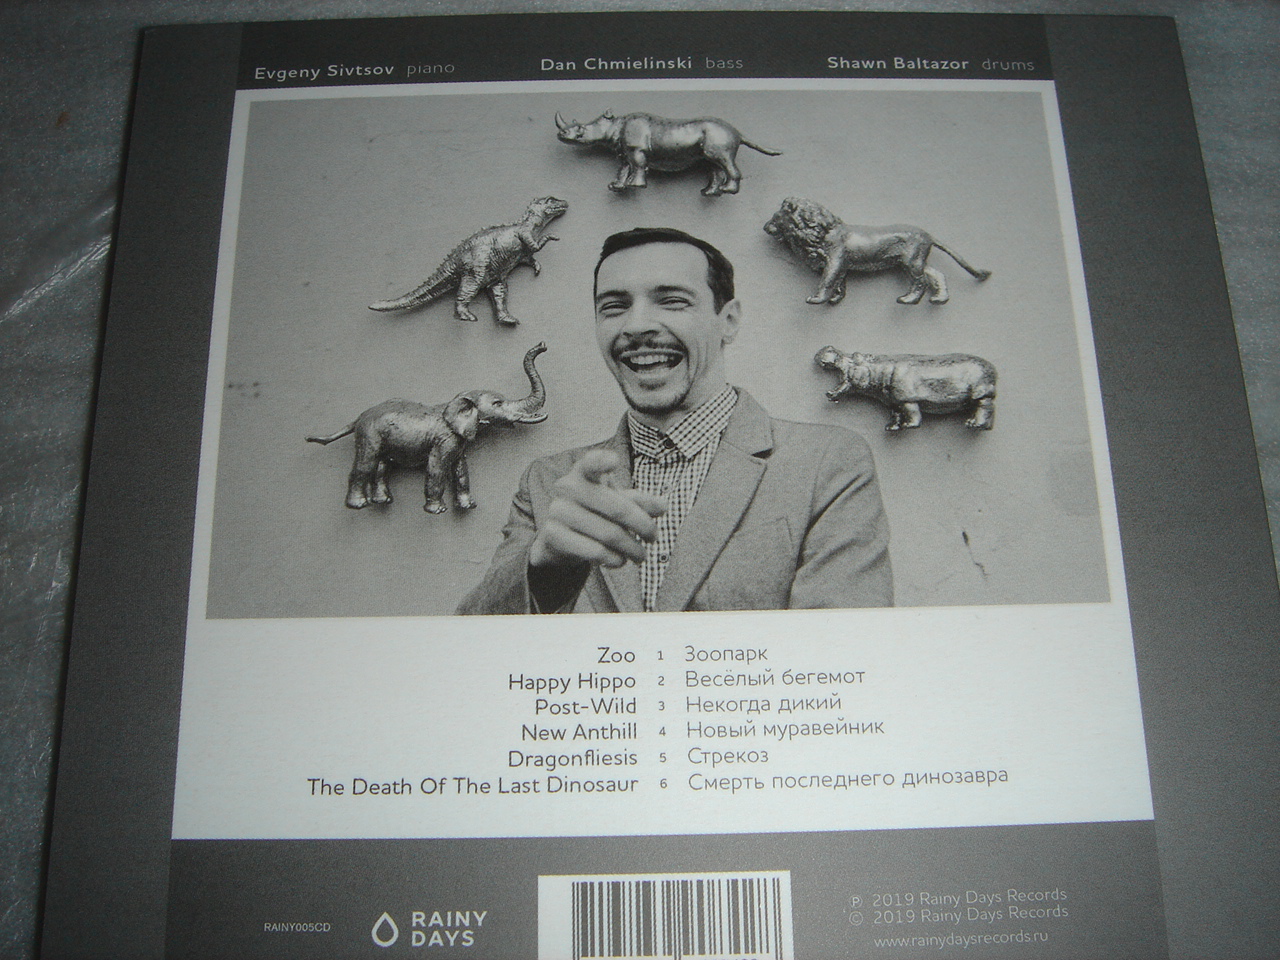 Evgeny Sivtsov piano Dan Chmielinski bass Shawn Baltazor drums
Zoo 1 Зоопарк
Happy Hippo 2 Весёлый бегемот
Post-Wild 3 Некогда дикий
New Anthill 4 Новый муравейник
Dragonfliesis 5 Стрекоз
The Death Of The Last Dinosaur 6 Смерть последнего динозавра
RAINY005CD
RAINY
DAYS
℗ 2019 Rainy Days Records
© 2019 Rainy Days Records
www.rainydaysrecords.ru